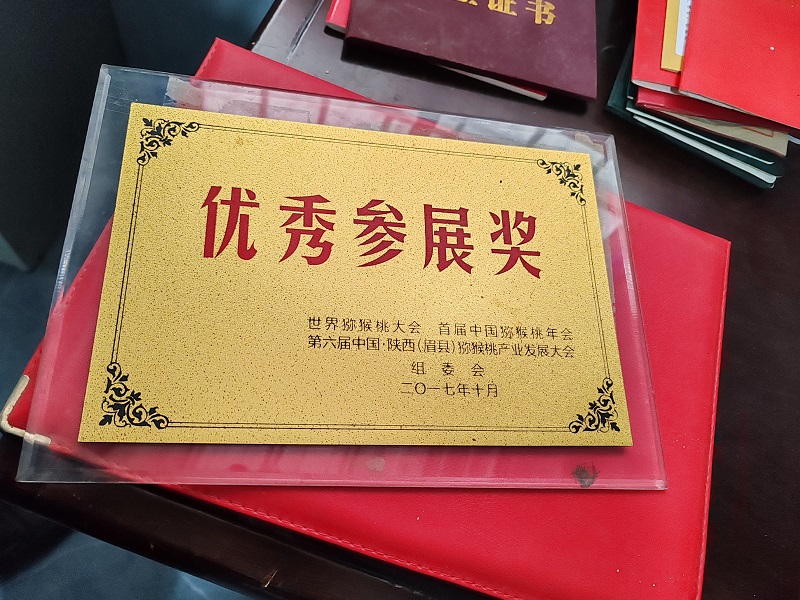 证书
优秀参展奖
世界猕猴桃大会 首届中国猕猴桃年会
第六届中国·陕西(眉县)猕猴桃产业发展大会
组委会
二〇一七年十月